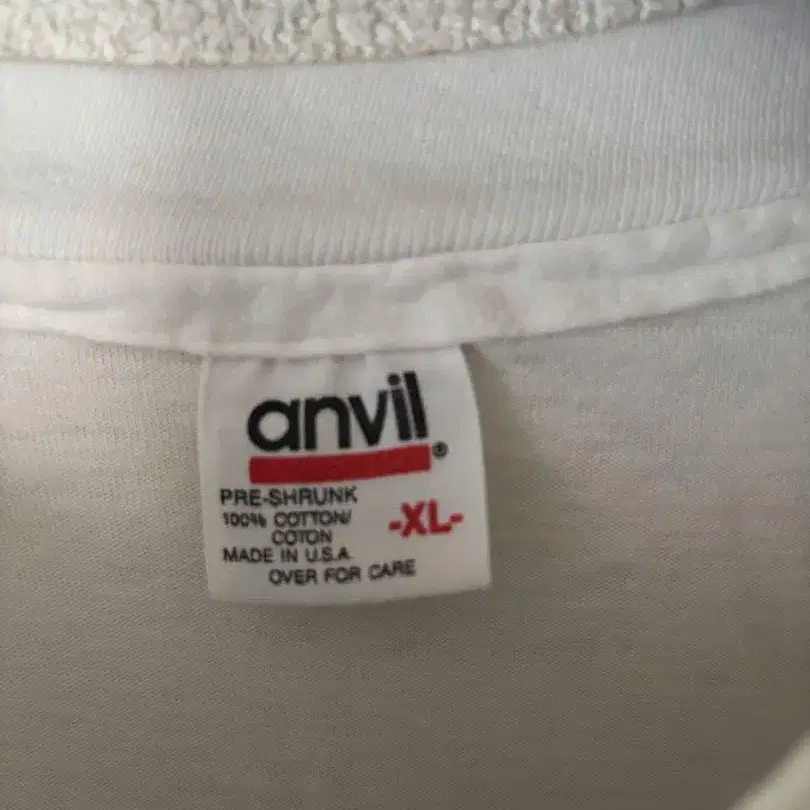 anvil®
PRE-SHRUNK
100% COTTON/
COTON
-XL-
MADE IN U.S.A.
OVER FOR CARE